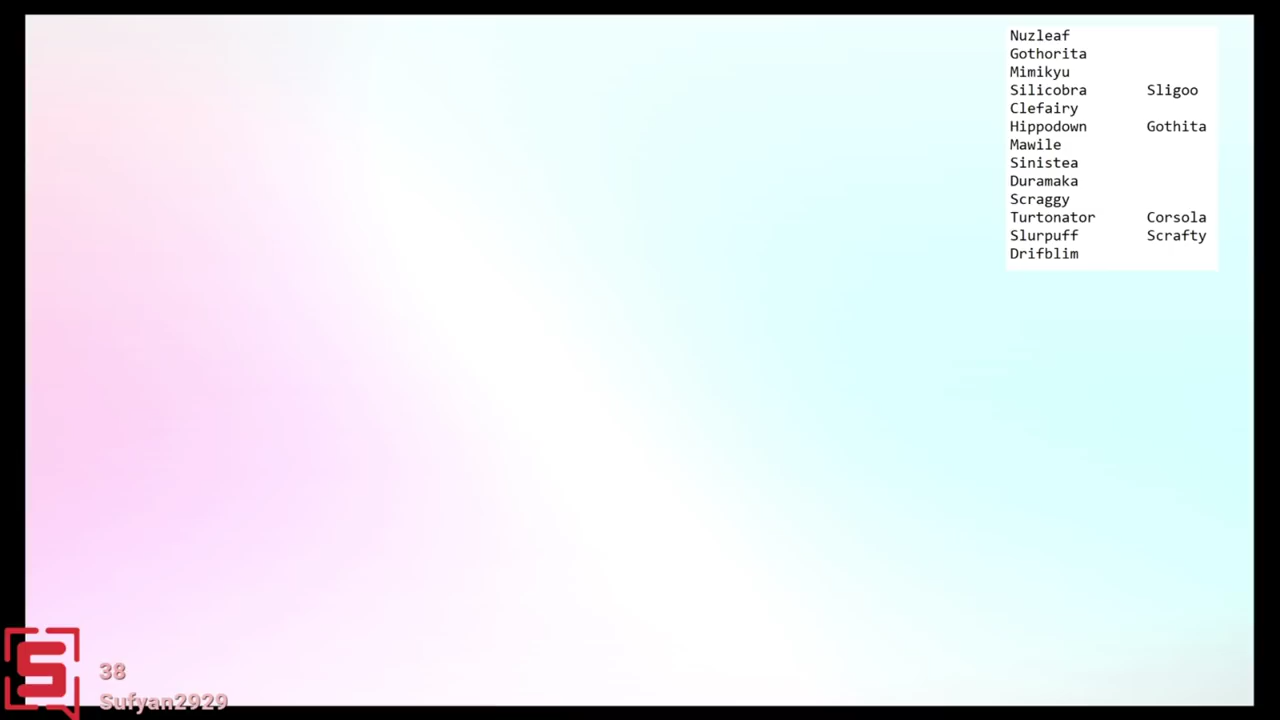 Nuzleaf
Gothorita
Mimikyu
Silicobra Sligoo
Clefairy
Hippodown Gothita
Mawile
Sinistea
Duramaka
Scraggy
Turtonator Corsola
Slurpuff Scrafty
Drifblim
S
38
Sufyan2929